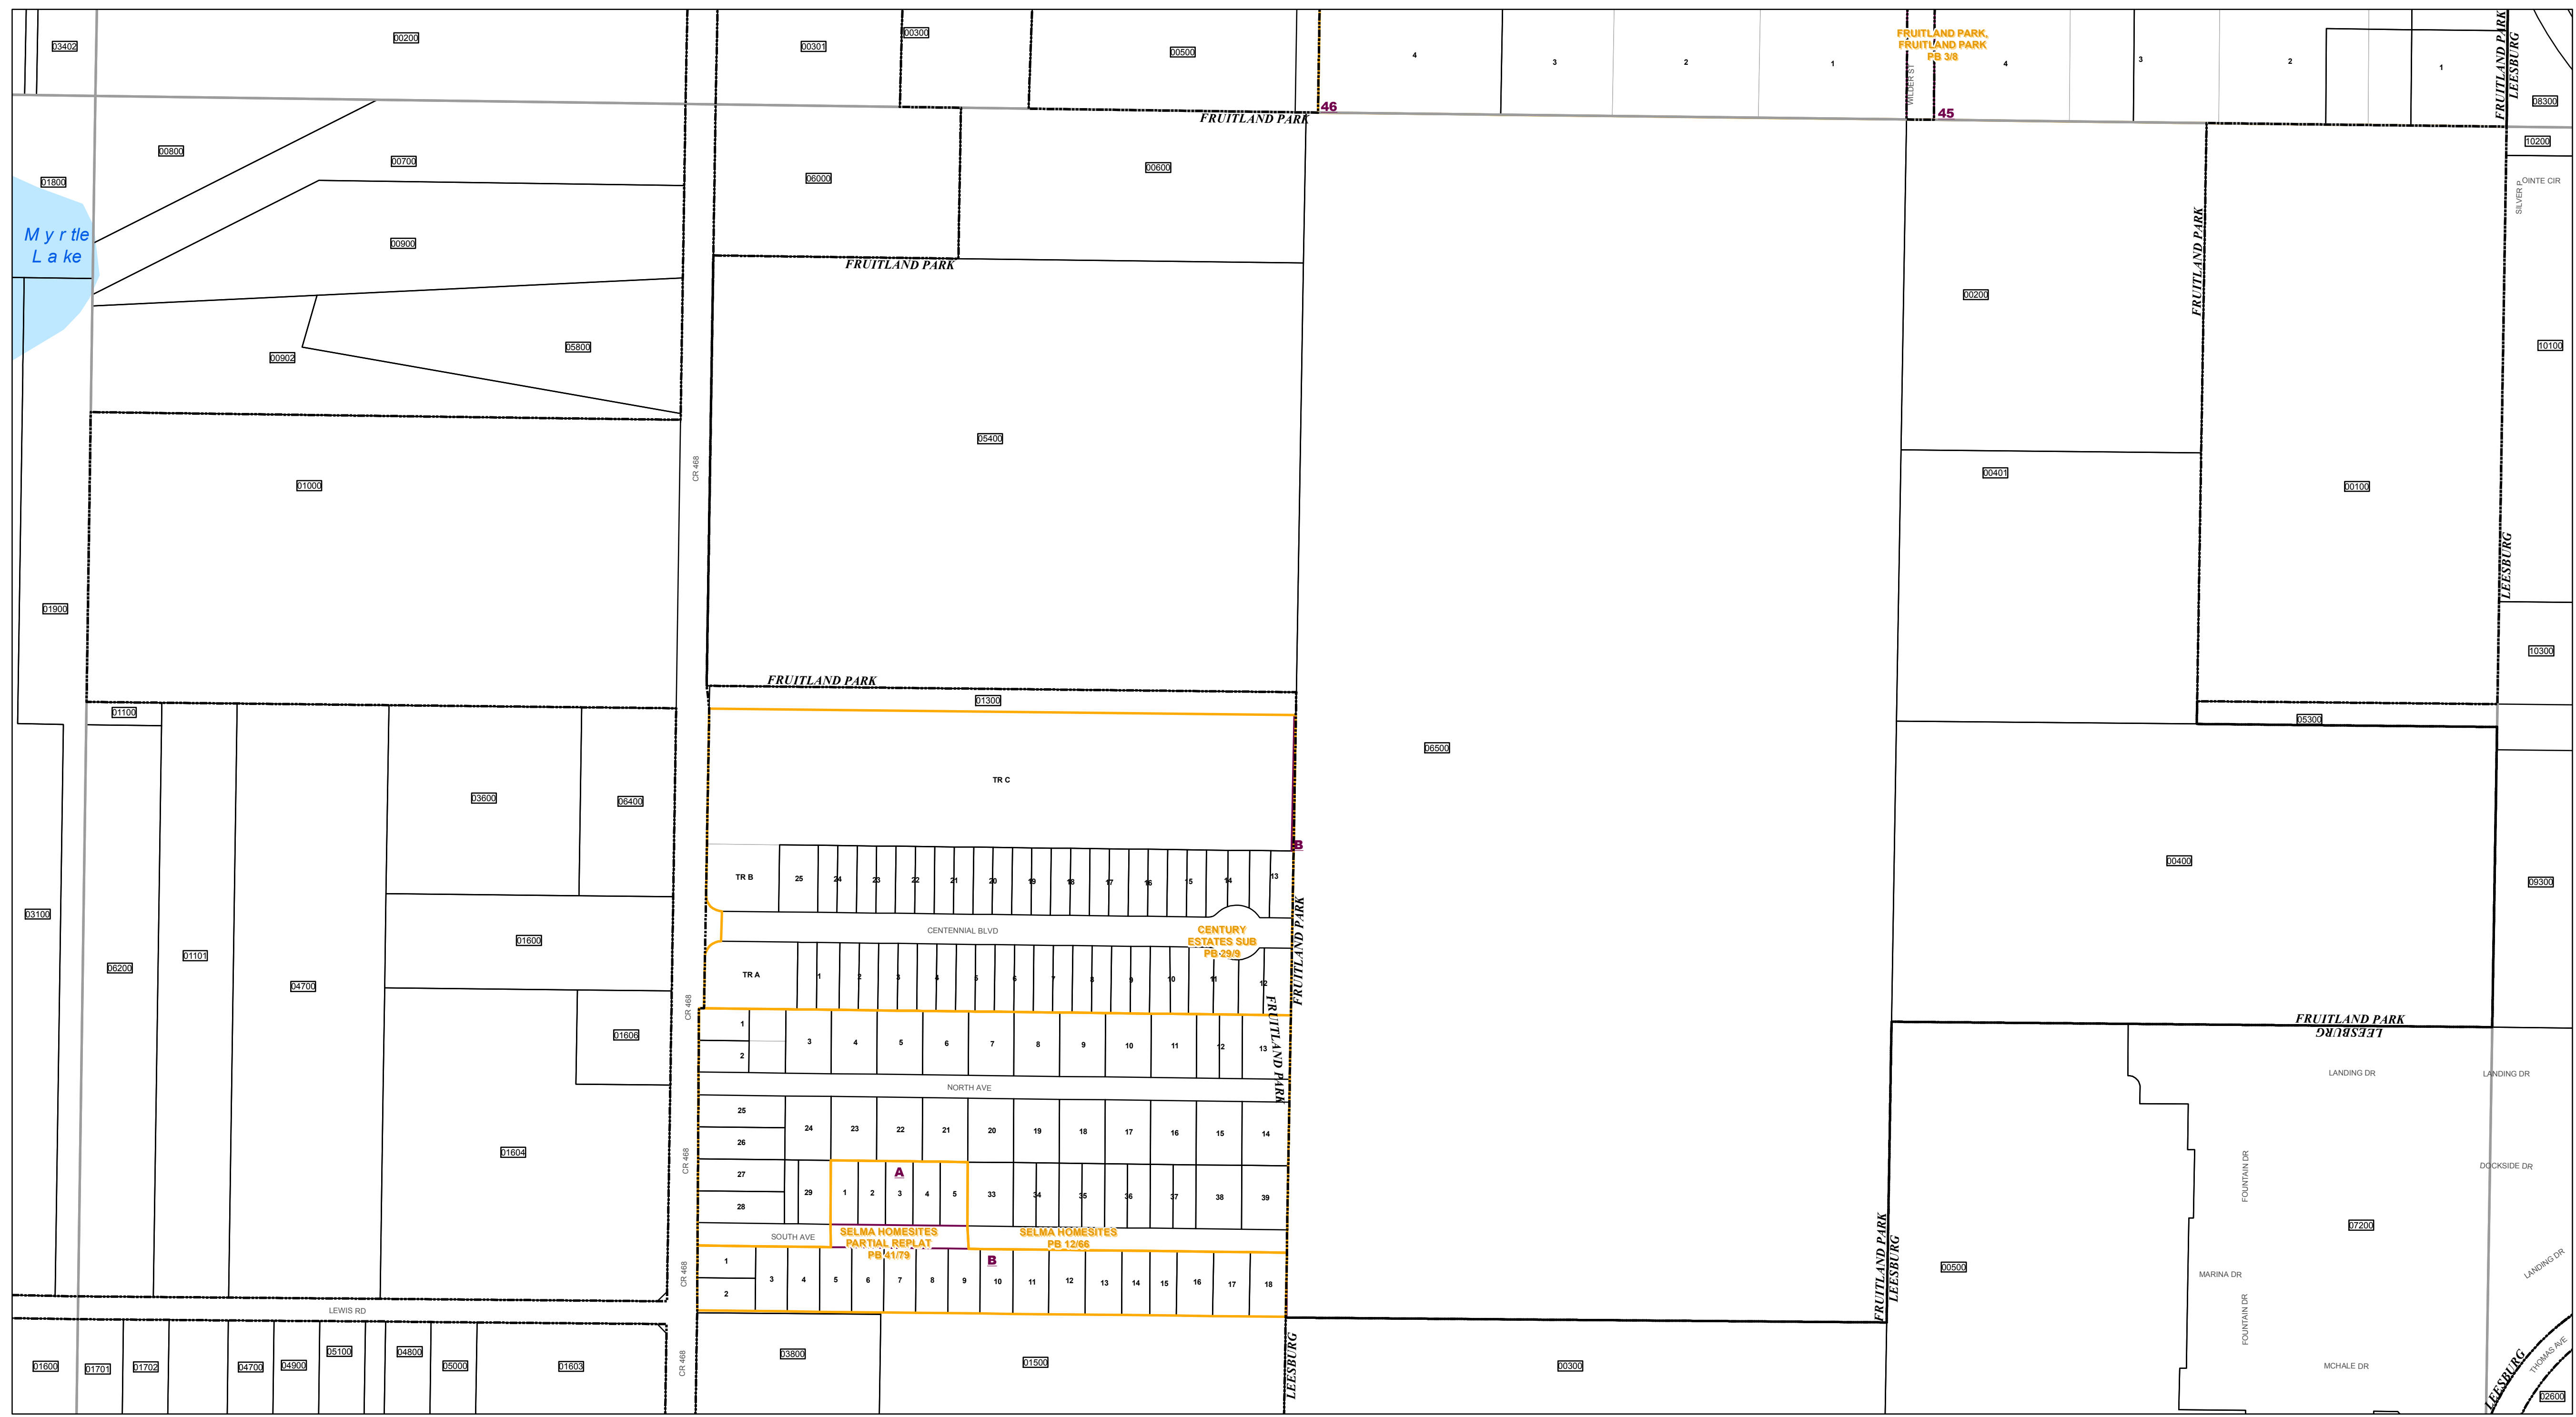 03402
00200
00301
00300
00500
4
3
2
1
FRUITLAND PARK,
FRUITLAND PARK
PB 3/8
WILDER ST
4
3
2
1
FRUITLAND PARK
LEESBURG
08300
46
45
FRUITLAND PARK
00800
00700
01800
06000
00600
10200
SILVER P
OINTE CIR
Myrtle
Lake
00900
FRUITLAND PARK
FRUITLAND PARK
00200
00902
05800
10100
05400
CR 468
01000
00401
00100
LEESBURG
01900
10300
FRUITLAND PARK
01300
01100
05300
06500
TR C
03600
06400
B
00400
TR B
25
24
23
22
21
20
19
18
17
16
15
14
13
09300
03100
FRUITLAND PARK
CENTENNIAL BLVD
CENTURY
ESTATES SUB
PB 29/9
01600
01101
06200
04700
TR A
1
2
3
4
5
6
7
8
9
10
11
12
CR 468
FRUITLAND PARK
FRUITLAND PARK
LEESBURG
01606
1
2
3
4
5
6
7
8
9
10
11
12
13
NORTH AVE
LANDING DR
LANDING DR
25
26
24
23
22
21
20
19
18
17
16
15
14
01604
CR 468
A
27
28
29
1
2
3
4
5
33
34
35
36
37
38
39
FOUNTAIN DR
DOCKSIDE DR
07200
SOUTH AVE
SELMA HOMESITES
PARTIAL REPLAT
PB 41/79
SELMA HOMESITES
PB 12/66
B
FRUITLAND PARK
LEESBURG
00500
MARINA DR
LANDING DR
CR 468
1
2
3
4
5
6
7
8
9
10
11
12
13
14
15
16
17
18
LEWIS RD
FOUNTAIN DR
01600
01701
01702
04700
04900
05100
04800
05000
01603
CR 468
03800
01500
LEESBURG
00300
MCHALE DR
LEESBURG
THOMAS AVE
02600